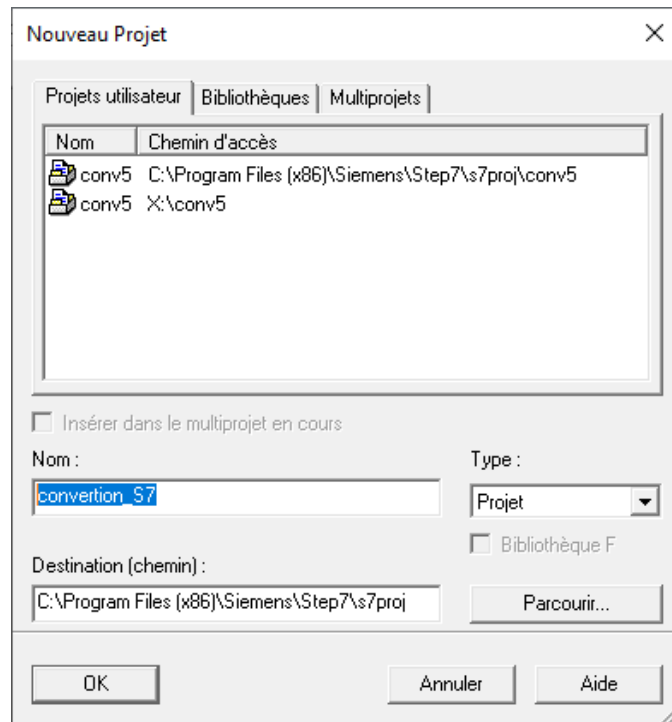 Nouveau Projet
Projets utilisateur Bibliothèques Multiprojets
Nom Chemin d'accès
conv5 C:\Program Files (x86)\Siemens\Step7\s7proj\conv5
conv5 X:\conv5
Insérer dans le multiprojet en cours
Nom : Type :
convertion_S7 Projet
Bibliothèque F
Destination (chemin) :
C:\Program Files (x86)\Siemens\Step7\s7proj Parcourir...
OK Annuler Aide